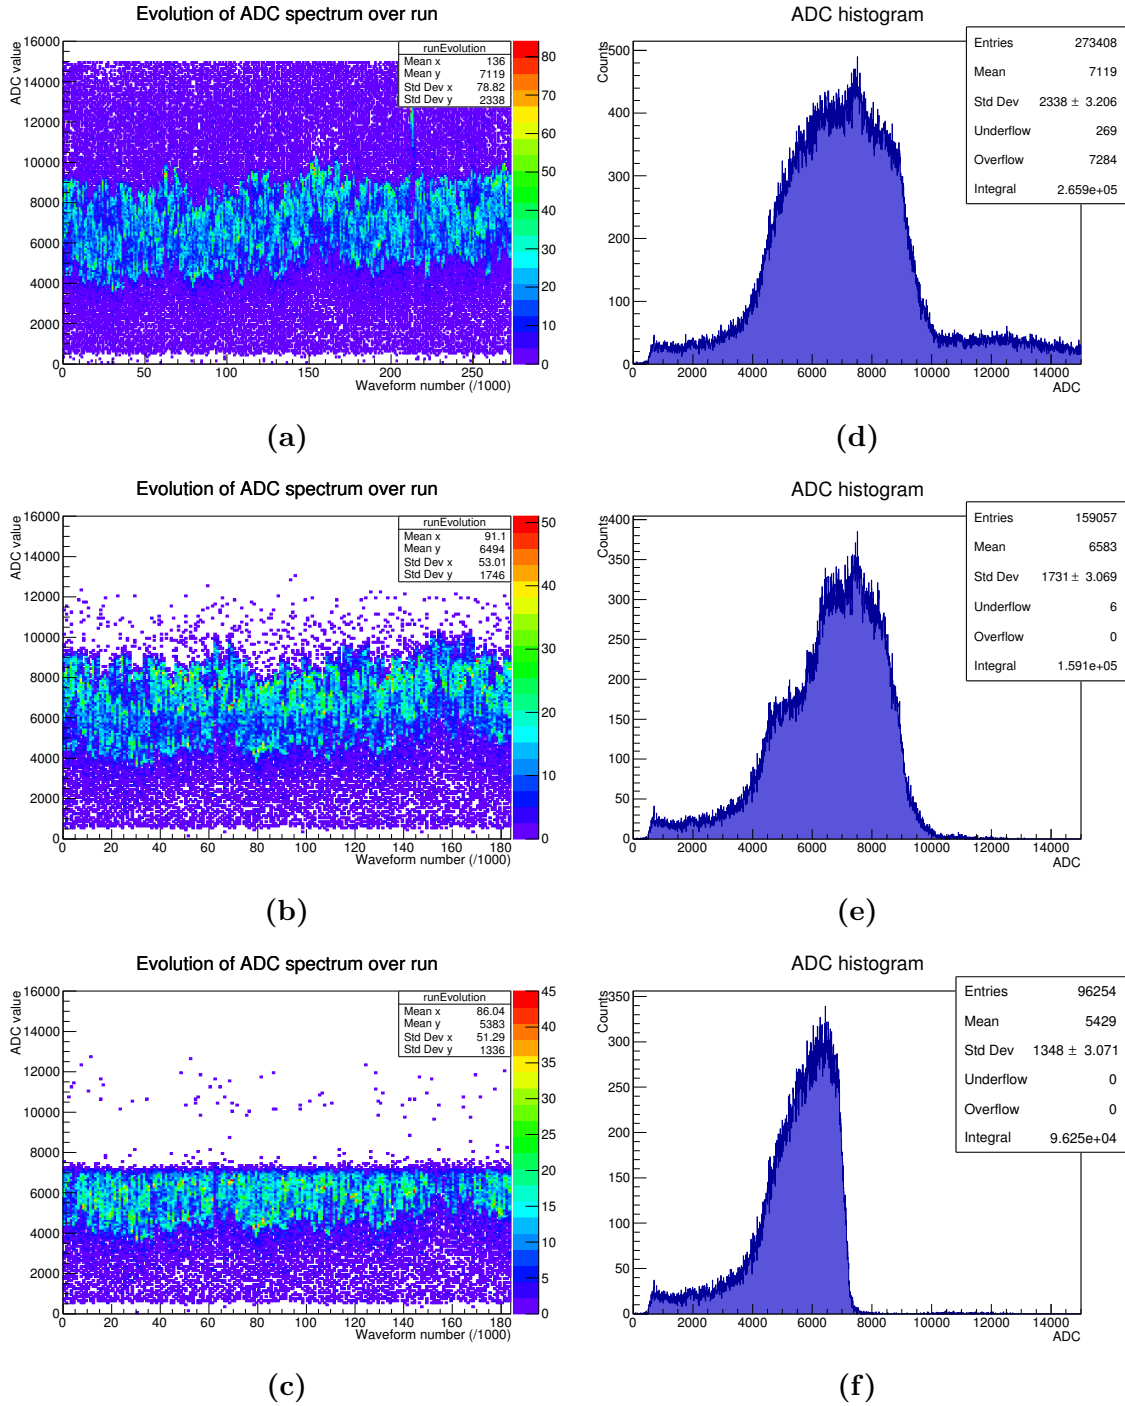 Evolution of ADC spectrum over run
ADC value
16000
14000
12000
10000
8000
6000
4000
2000
0
runEvolution
Mean x 136
Mean y 7119
Std Dev x 78.82
Std Dev y 2338
80
70
60
50
40
30
20
10
0
0 50 100 150 200 250
Waveform number (/1000)
(a)
ADC histogram
Counts
500
400
300
200
100
0
Entries 273408
Mean 7119
Std Dev 2338 ± 3.206
Underflow 269
Overflow 7284
Integral 2.659e+05
0 2000 4000 6000 8000 10000 12000 14000
ADC
(d)
Evolution of ADC spectrum over run
ADC value
16000
14000
12000
10000
8000
6000
4000
2000
0
runEvolution
Mean x 91.1
Mean y 6494
Std Dev x 53.01
Std Dev y 1746
50
40
30
20
10
0
0 20 40 60 80 100 120 140 160 180
Waveform number (/1000)
(b)
ADC histogram
Counts
400
350
300
250
200
150
100
50
0
Entries 159057
Mean 6583
Std Dev 1731 ± 3.069
Underflow 6
Overflow 0
Integral 1.591e+05
0 2000 4000 6000 8000 10000 12000 14000
ADC
(e)
Evolution of ADC spectrum over run
ADC value
16000
14000
12000
10000
8000
6000
4000
2000
0
runEvolution
Mean x 86.04
Mean y 5383
Std Dev x 51.29
Std Dev y 1336
45
40
35
30
25
20
15
10
5
0
0 20 40 60 80 100 120 140 160 180
Waveform number (/1000)
(c)
ADC histogram
Counts
350
300
250
200
150
100
50
0
Entries 96254
Mean 5429
Std Dev 1348 ± 3.071
Underflow 0
Overflow 0
Integral 9.625e+04
0 2000 4000 6000 8000 10000 12000 14000
ADC
(f)